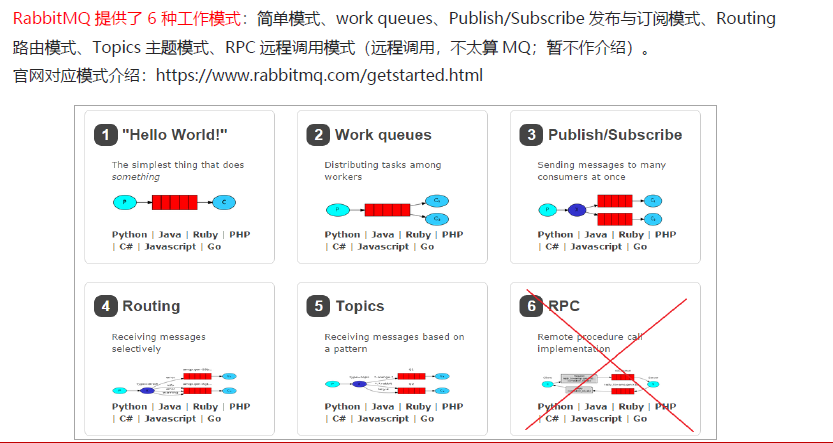 RabbitMQ 提供了 6 种工作模式：简单模式、work queues、Publish/Subscribe 发布与订阅模式、Routing
路由模式、Topics 主题模式、RPC 远程调用模式（远程调用，不太算 MQ；暂不作介绍）。
官网对应模式介绍：https://www.rabbitmq.com/getstarted.html
1 "Hello World!"
The simplest thing that does
something
P
C
Python | Java | Ruby | PHP
| C# | Javascript | Go
2 Work queues
Distributing tasks among
workers
P
C₁
C₂
Python | Java | Ruby | PHP
| C# | Javascript | Go
3 Publish/Subscribe
Sending messages to many
consumers at once
P
X
C₁
C₂
Python | Java | Ruby | PHP
| C# | Javascript | Go
4 Routing
Receiving messages
selectively
Python | Java | Ruby | PHP
| C# | Javascript | Go
5 Topics
Receiving messages based on
a pattern
Python | Java | Ruby | PHP
| C# | Javascript | Go
6 RPC
Remote procedure call
implementation
Python | Java | Ruby | PHP
| C# | Javascript | Go